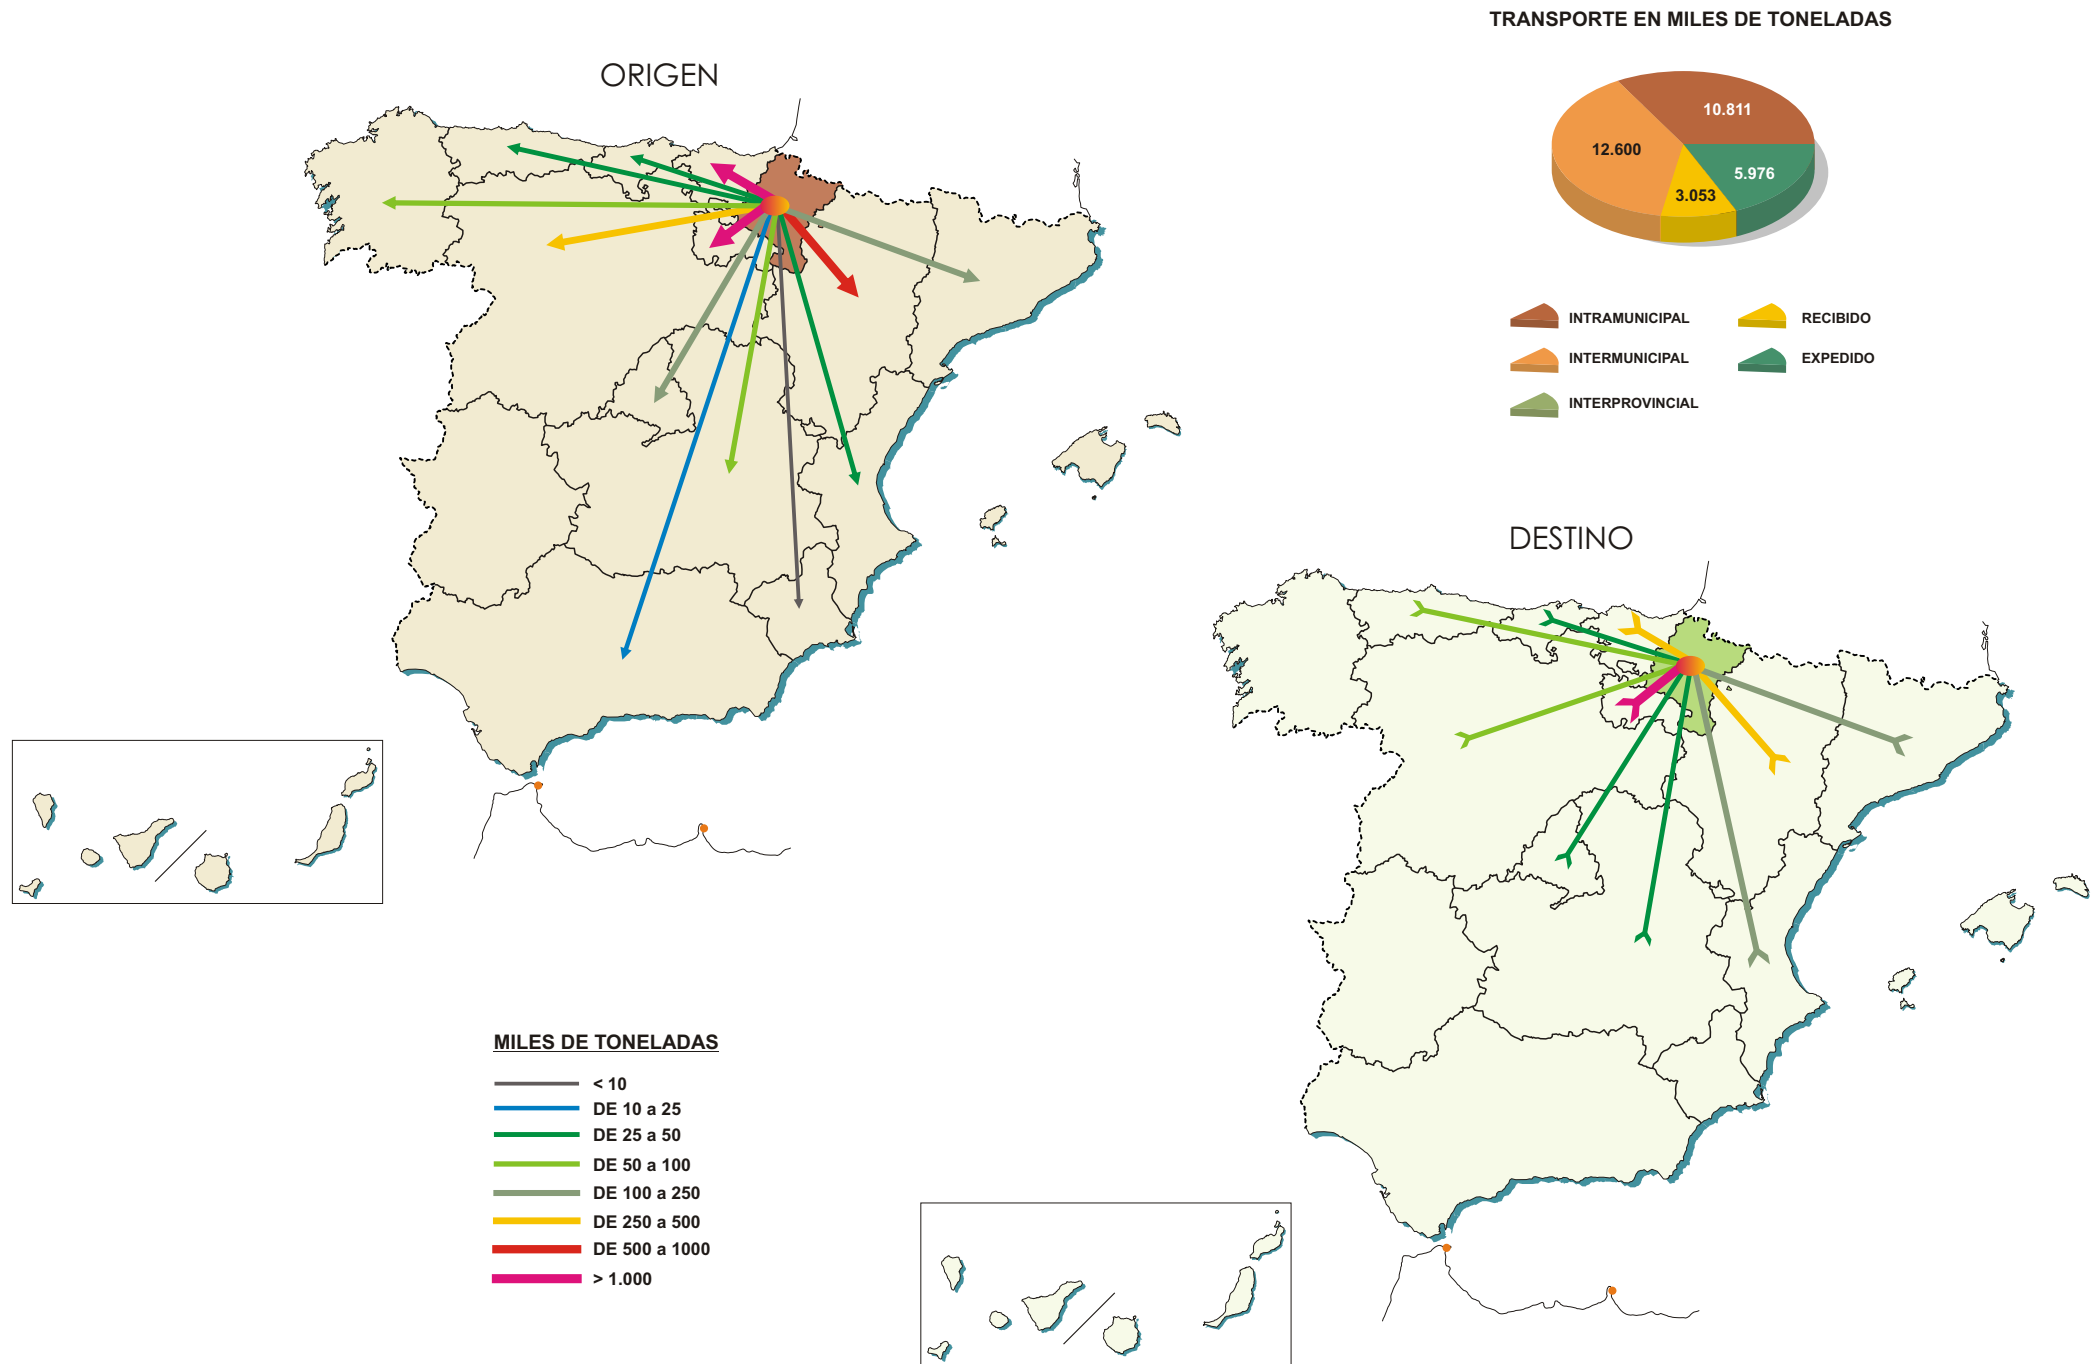 TRANSPORTE EN MILES DE TONELADAS
ORIGEN
10.811
12.600
5.976
3.053
INTRAMUNICIPAL
RECIBIDO
INTERMUNICIPAL
EXPEDIDO
INTERPROVINCIAL
DESTINO
MILES DE TONELADAS
< 10
DE 10 a 25
DE 25 a 50
DE 50 a 100
DE 100 a 250
DE 250 a 500
DE 500 a 1000
> 1.000